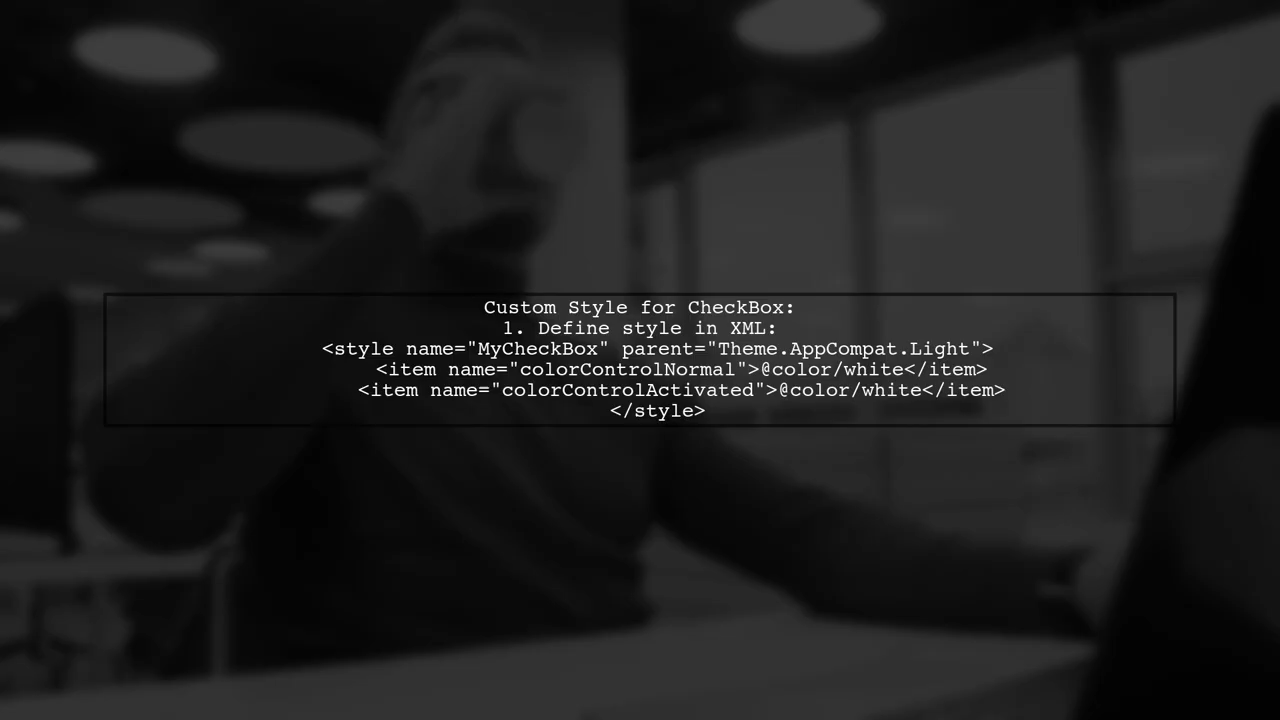 Custom Style for CheckBox:
1. Define style in XML:
<style name="MyCheckBox" parent="Theme.AppCompat.Light">
<item name="colorControlNormal">@color/white</item>
<item name="colorControlActivated">@color/white</item>
</style>